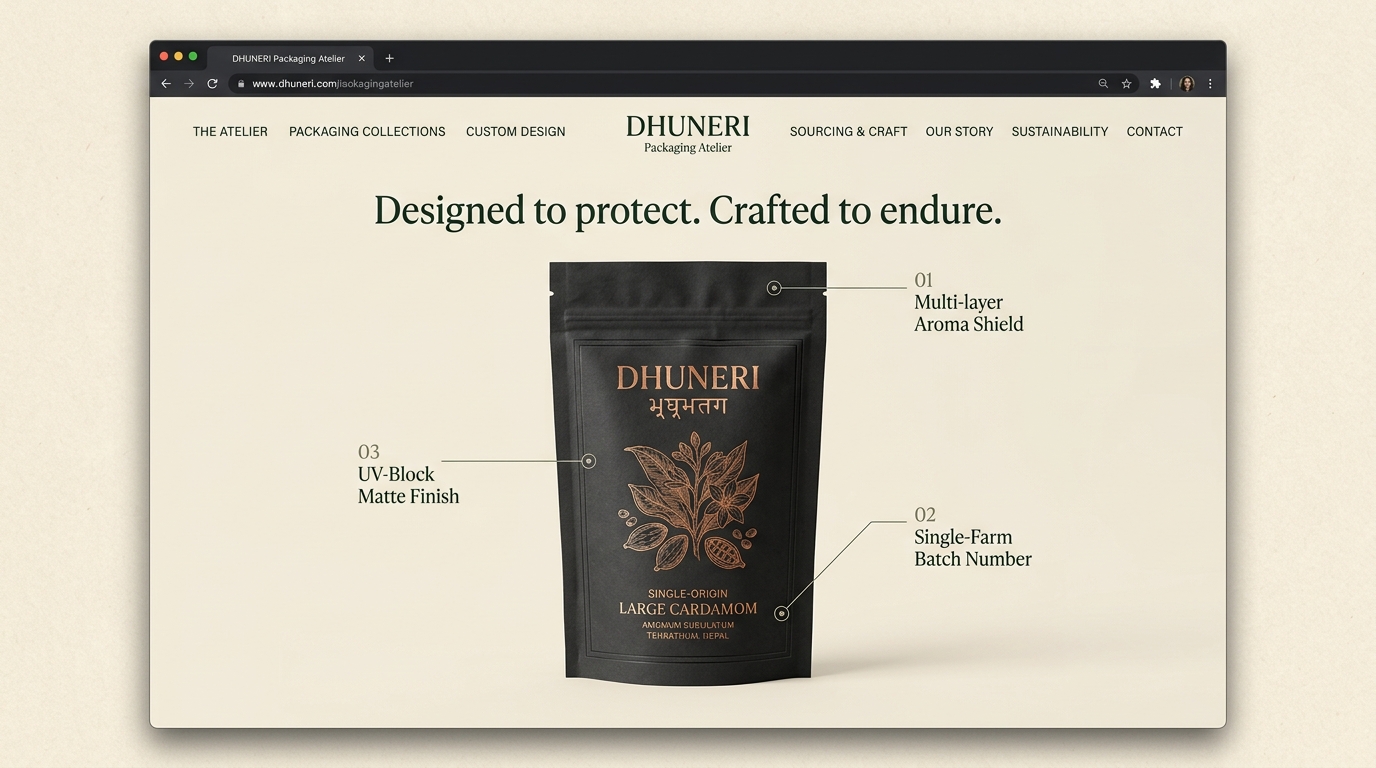 DHUNERI Packaging Atelier
www.dhuneri.com/isokagingatelier
THE ATELIER
PACKAGING COLLECTIONS
CUSTOM DESIGN
DHUNERI
Packaging Atelier
SOURCING & CRAFT
OUR STORY
SUSTAINABILITY
CONTACT
Designed to protect. Crafted to endure.
01
Multi-layer
Aroma Shield
DHUNERI
03
UV-Block
Matte Finish
02
Single-Farm
Batch Number
SINGLE-ORIGIN
LARGE CARDAMOM
SUBULATUM